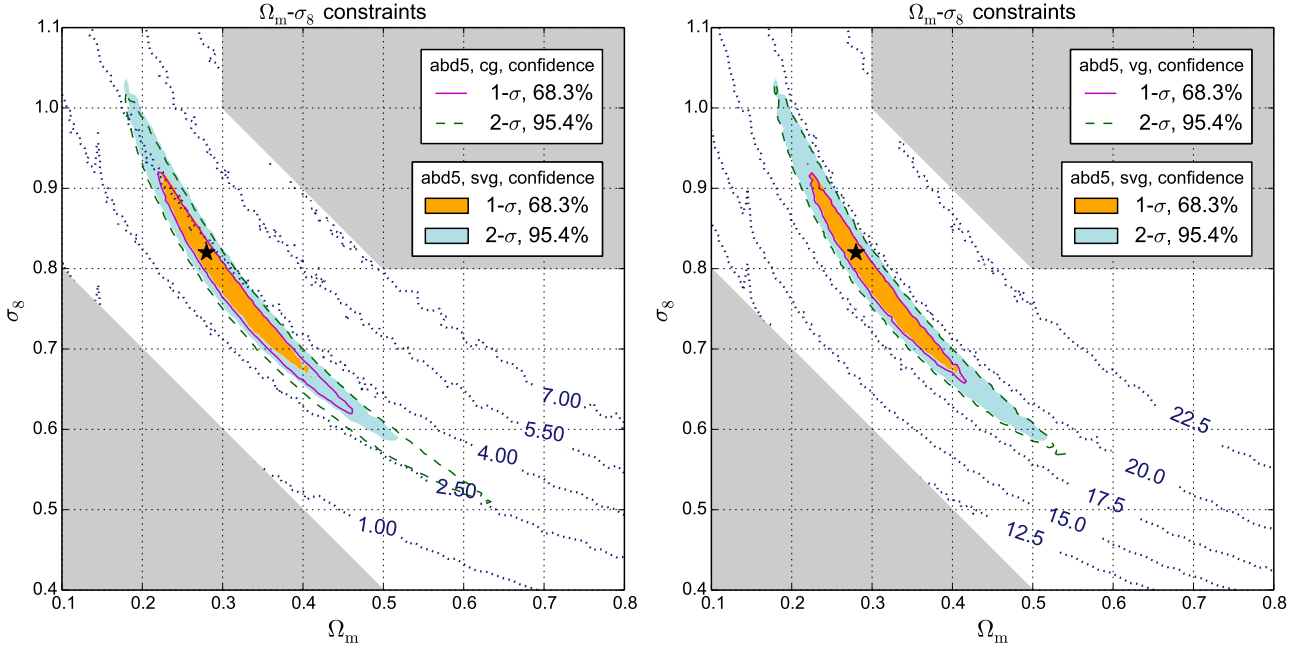 Ωm-σ8 constraints
1.1
1.0
0.9
0.8
0.7
0.6
0.5
0.4
σ8
abd5, cg, confidence
1-σ, 68.3%
2-σ, 95.4%
abd5, svg, confidence
1-σ, 68.3%
2-σ, 95.4%
7.00
5.50
4.00
2.50
1.00
0.1 0.2 0.3 0.4 0.5 0.6 0.7 0.8
Ωm
Ωm-σ8 constraints
1.1
1.0
0.9
0.8
0.7
0.6
0.5
0.4
σ8
abd5, vg, confidence
1-σ, 68.3%
2-σ, 95.4%
abd5, svg, confidence
1-σ, 68.3%
2-σ, 95.4%
22.5
20.0
17.5
15.0
12.5
0.1 0.2 0.3 0.4 0.5 0.6 0.7 0.8
Ωm